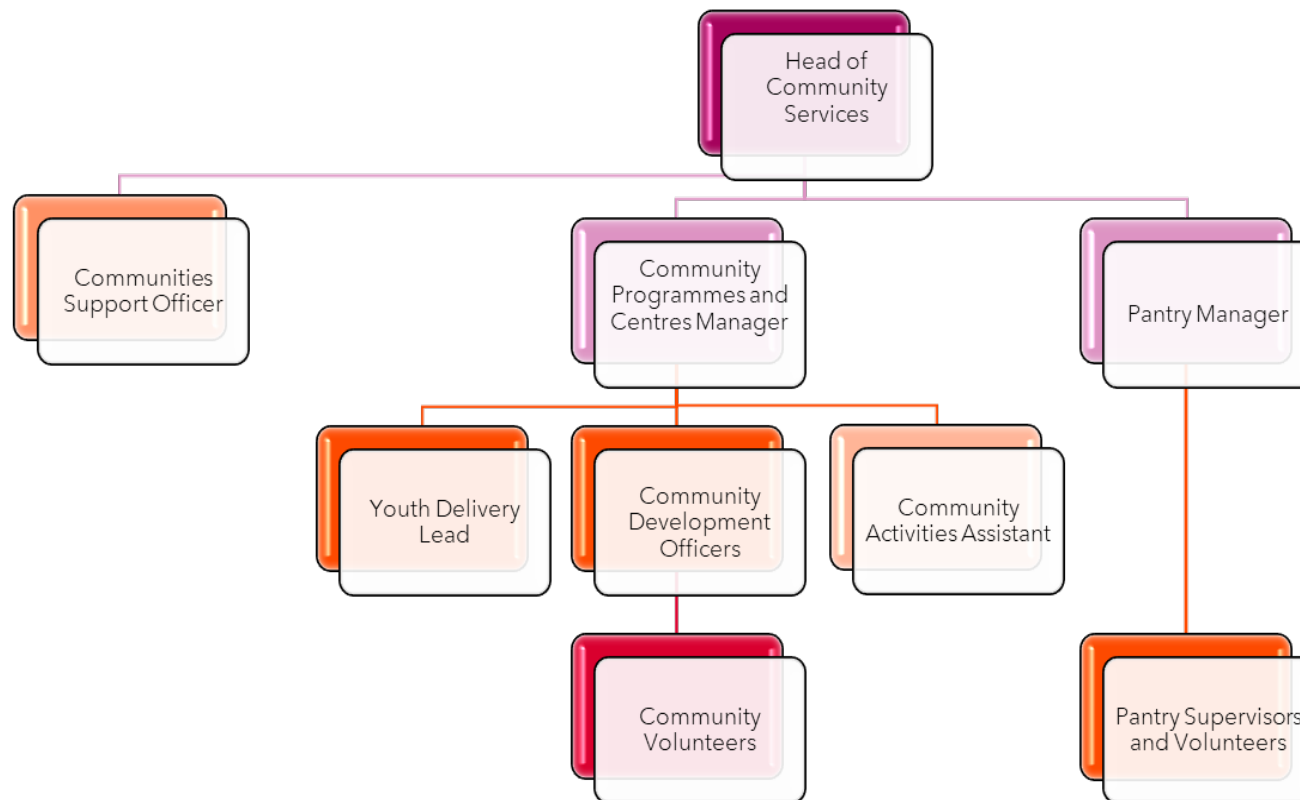 Head of
Community
Services
Communities
Support Officer
Community
Programmes and
Centres Manager
Pantry Manager
Youth Delivery
Lead
Community
Development
Officers
Community
Activities Assistant
Community
Volunteers
Pantry Supervisors
and Volunteers